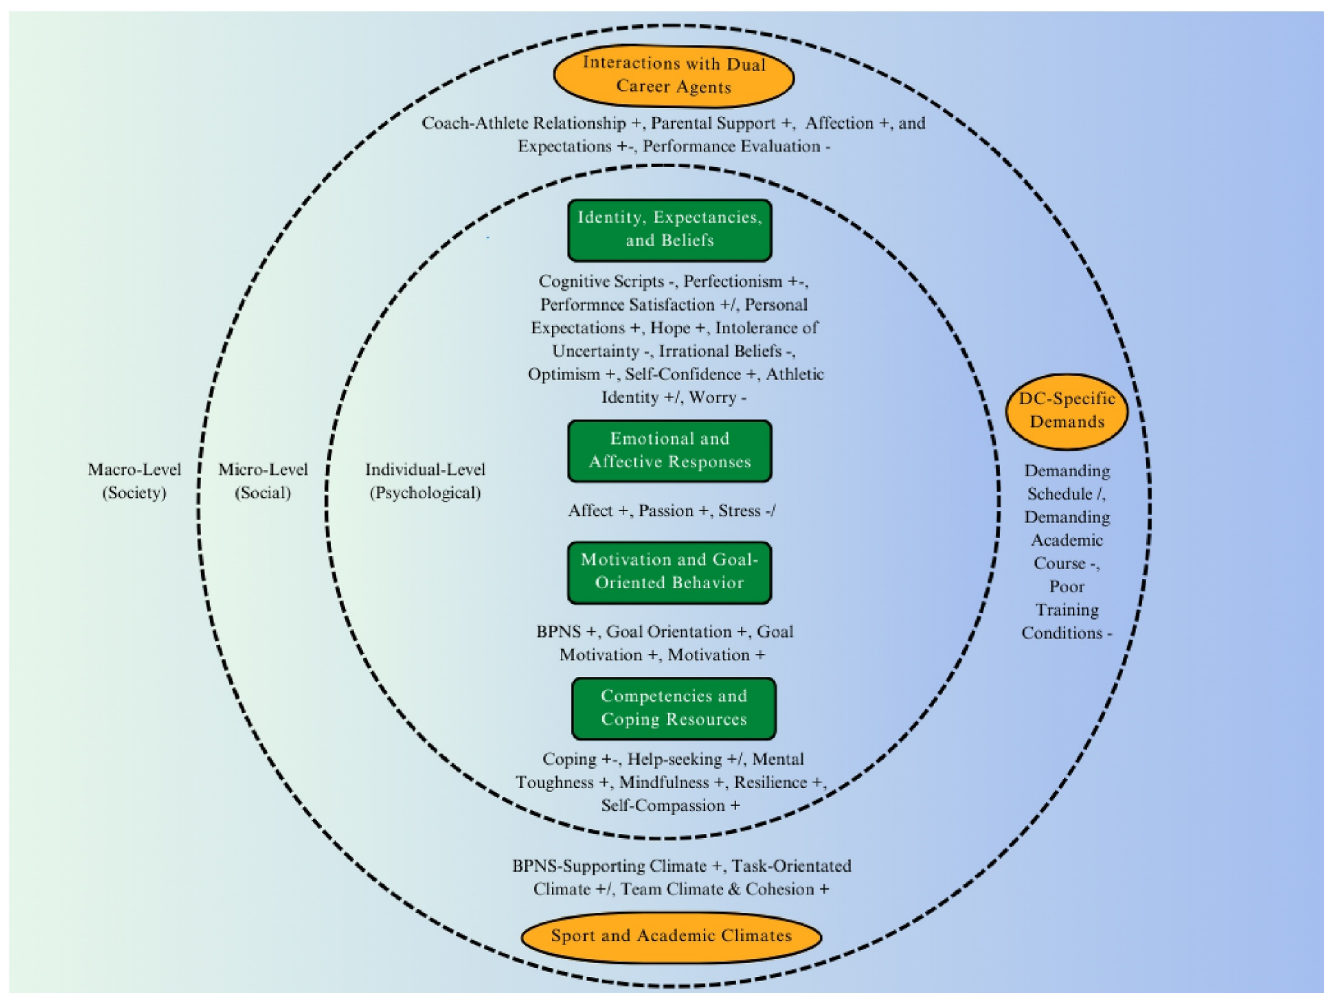 Interactions with Dual
Career Agents
Coach-Athlete Relationship +, Parental Support +, Affection +, and
Expectations +-, Performance Evaluation -
Identity, Expectancies,
and Beliefs
Cognitive Scripts -, Perfectionism +-,
Performnce Satisfaction +/, Personal
Expectations +, Hope +, Intolerance of
Uncertainty -, Irrational Beliefs -,
Optimism +, Self-Confidence +, Athletic
Identity +/, Worry -
Emotional and
Affective Responses
Affect +, Passion +, Stress -/
Motivation and Goal-
Oriented Behavior
BPNS +, Goal Orientation +, Goal
Motivation +, Motivation +
Competencies and
Coping Resources
Coping +-, Help-seeking +/, Mental
Toughness +, Mindfulness +, Resilience +,
Self-Compassion +
Macro-Level
(Society)
Micro-Level
(Social)
Individual-Level
(Psychological)
DC-Specific
Demands
Demanding
Schedule /,
Demanding
Academic
Course -,
Poor
Training
Conditions -
BPNS-Supporting Climate +, Task-Orientated
Climate +/, Team Climate & Cohesion +
Sport and Academic Climates